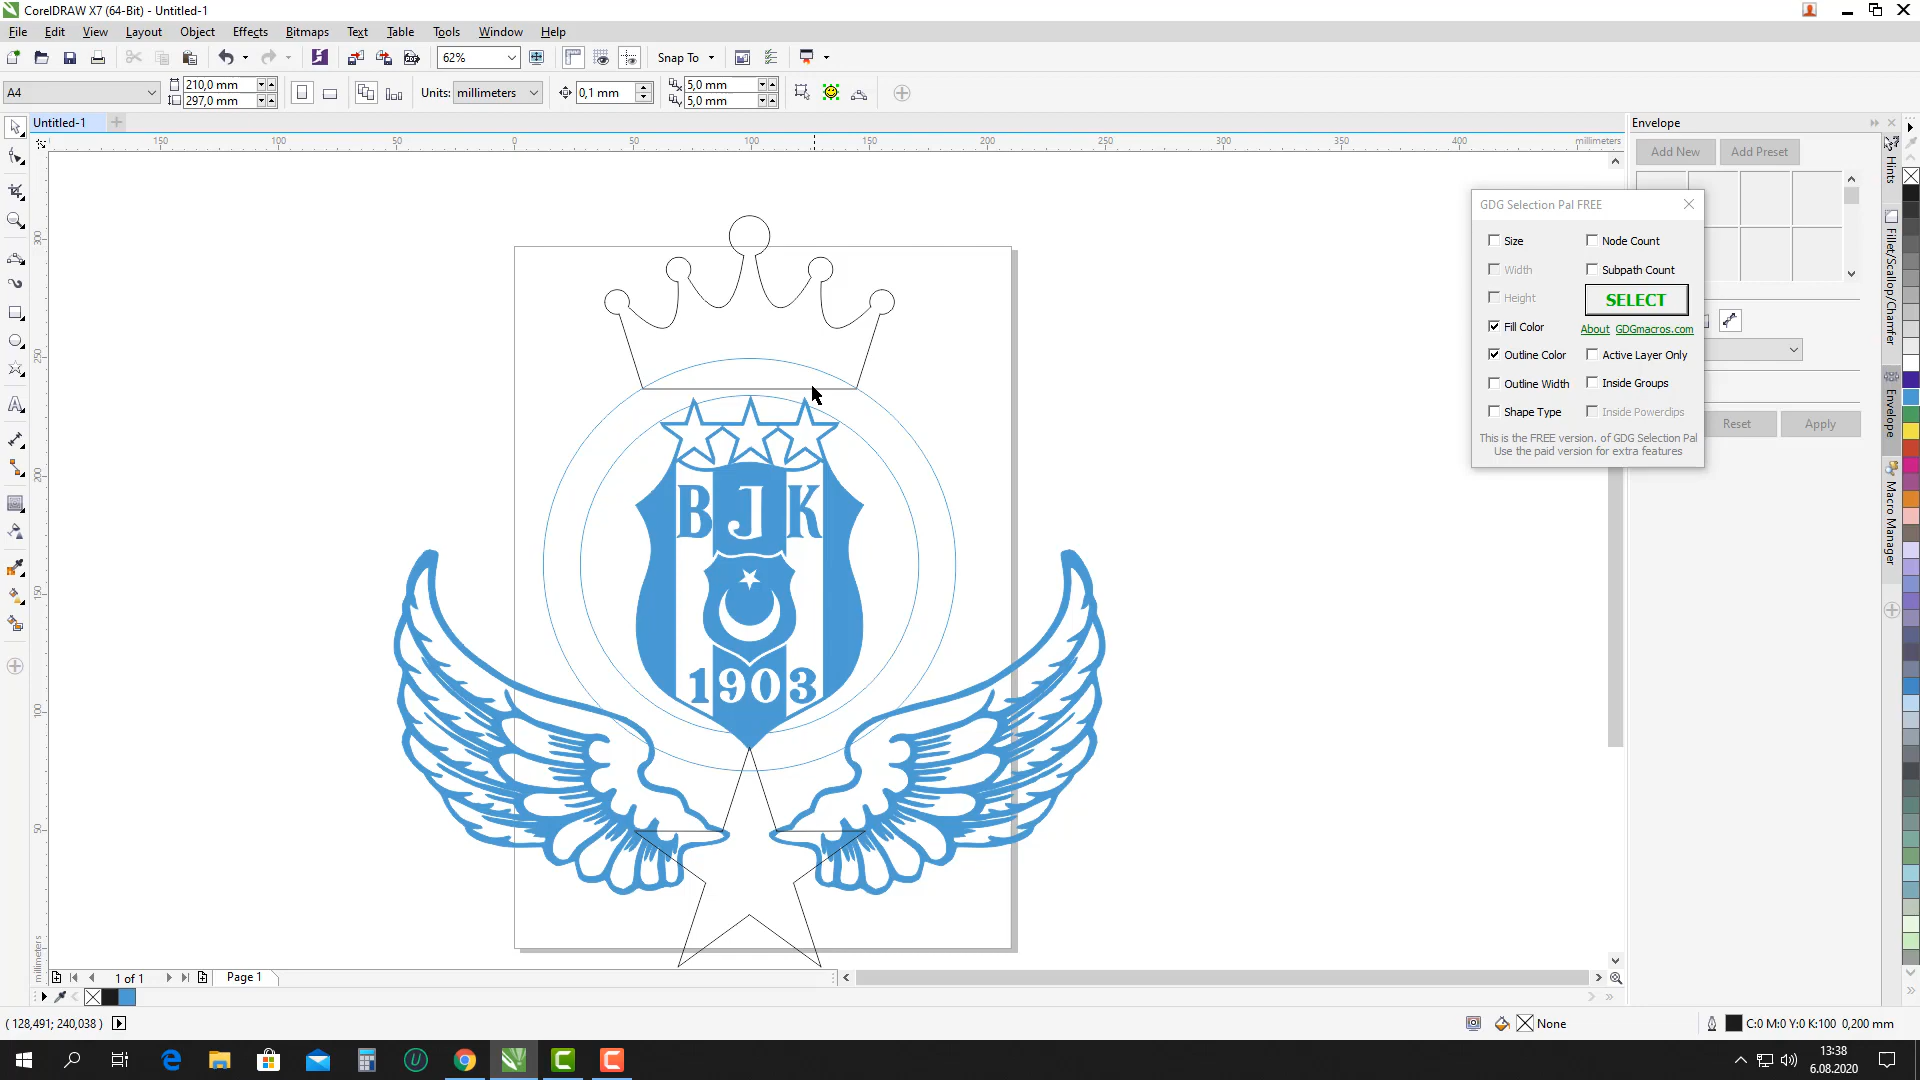 CorelDRAW X7 (64-Bit) - Untitled-1
File Edit View Layout Object Effects Bitmaps Text Table Tools Window Help
62% Snap To
A4 210,0 mm 297,0 mm Units: millimeters 0,1 mm 5,0 mm 5,0 mm
Untitled-1
150 100 50 0 50 100 150 200 250 300 350 400 millimeters
300
250
200
150
100
50
millimeters
Envelope
Add New Add Preset
GDG Selection Pal FREE
Size Node Count
Width Subpath Count
Height SELECT
Fill Color About GDGmacros.com
Outline Color Active Layer Only
Outline Width Inside Groups
Shape Type Inside Powerclips
This is the FREE version. of GDG Selection Pal
Use the paid version for extra features
Reset Apply
Hints
Fillet/Scallop/Chamfer
Envelope
Macro Manager
BJK
1903
1 of 1 Page 1
( 128,491; 240,038 ) None C:0 M:0 Y:0 K:100 0,200 mm
13:38
6.08.2020